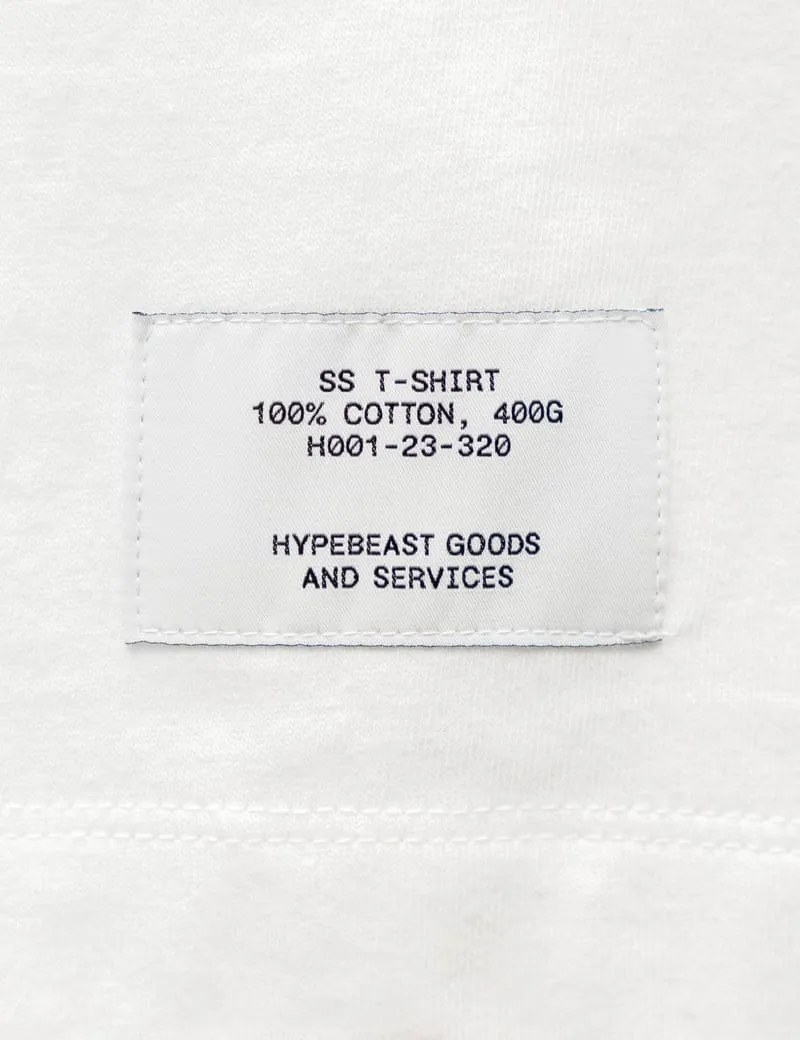 SS T-SHIRT
100% COTTON, 400G
H001-23-320
HYPEBEAST GOODS
AND SERVICES